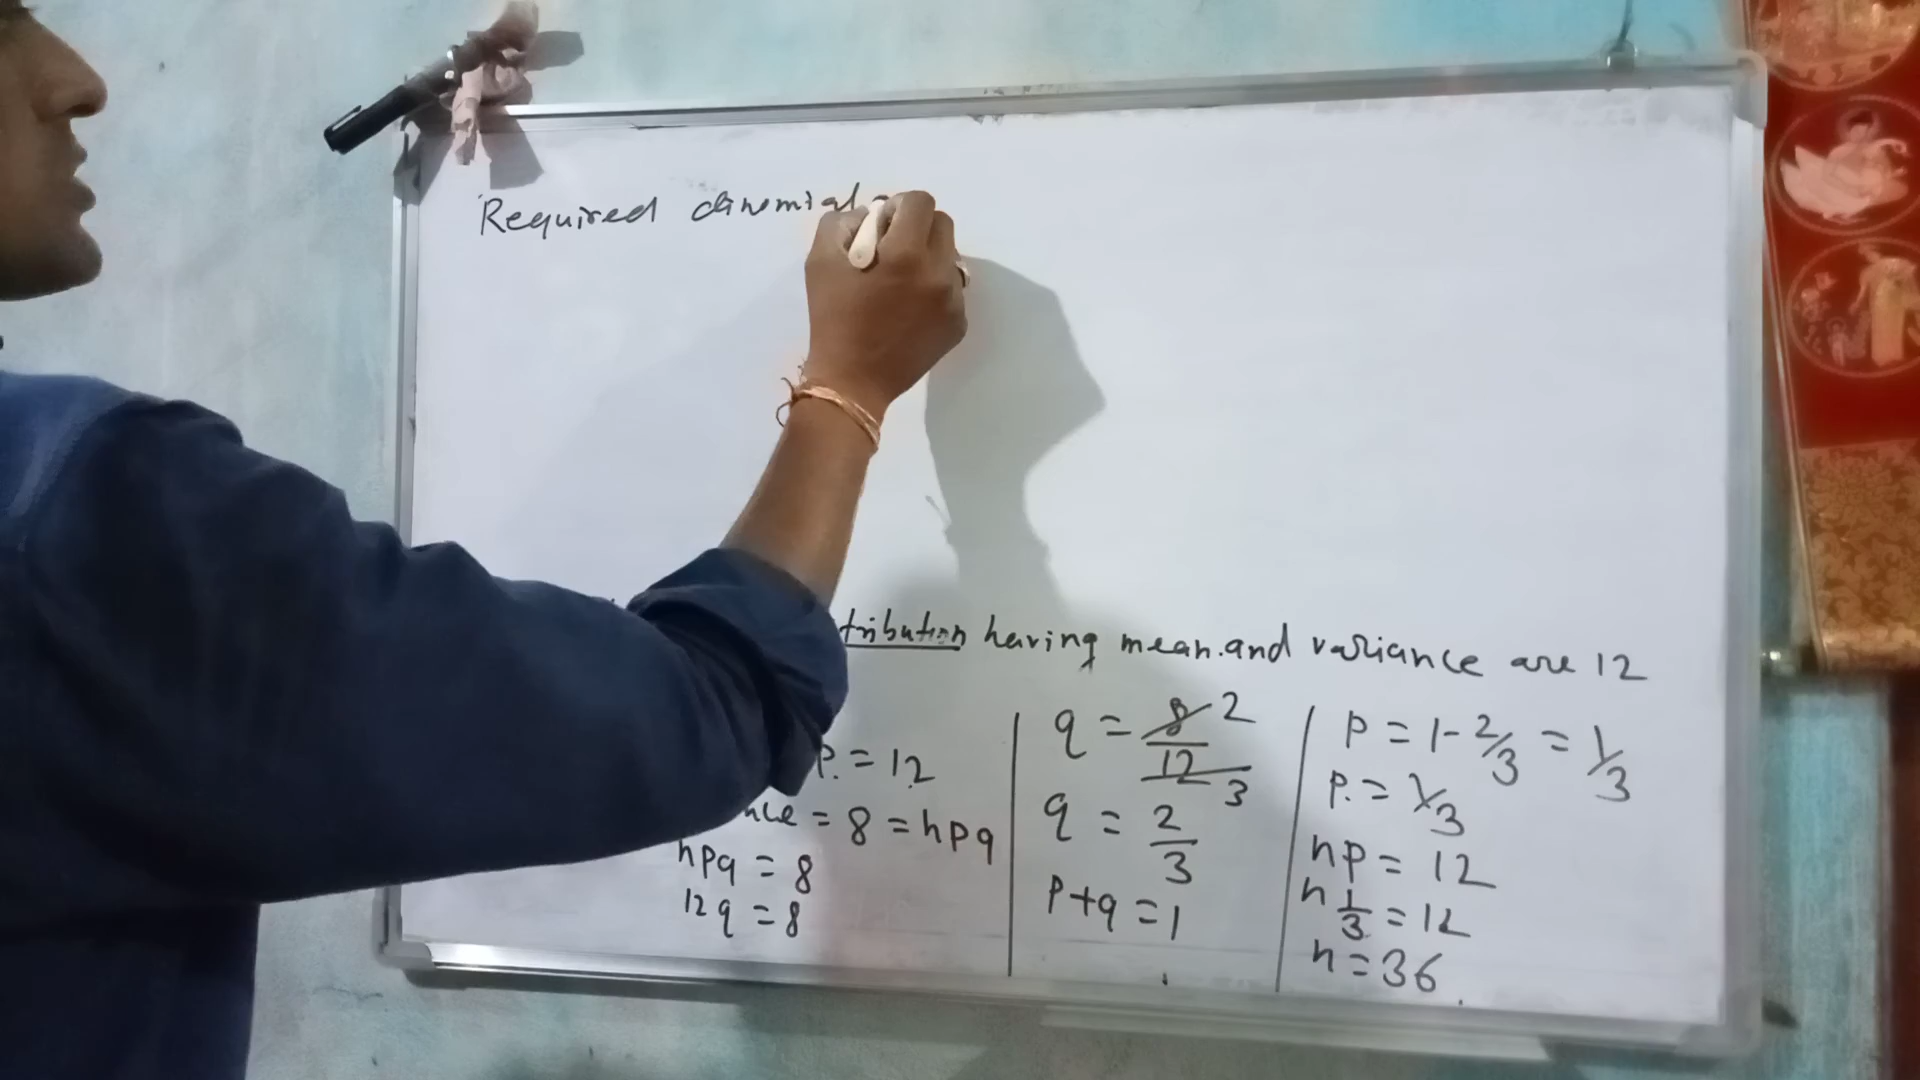 Required dinomial
tribution having mean.and variance are 12
p. = 12
nce = 8 = npq
npq = 8
12q = 8
q = 8/12 2 3
q = 2/3
p+q = 1
P = 1 - 2/3 = 1/3
P. = 1/3
np = 12
n 1/3 = 12
n = 36.